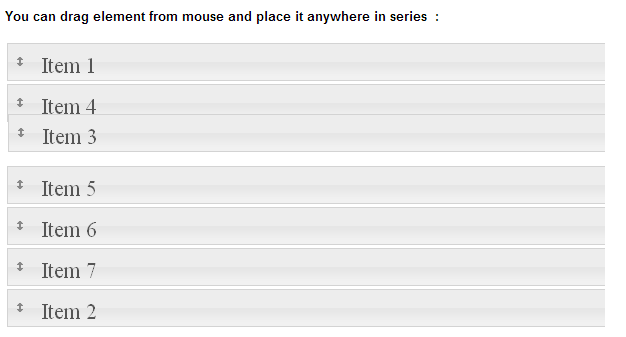 You can drag element from mouse and place it anywhere in series :
Item 1
Item 4
Item 3
Item 5
Item 6
Item 7
Item 2